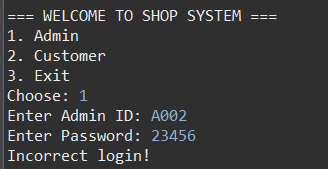 === WELCOME TO SHOP SYSTEM ===
1. Admin
2. Customer
3. Exit
Choose: 1
Enter Admin ID: A002
Enter Password: 23456
Incorrect login!